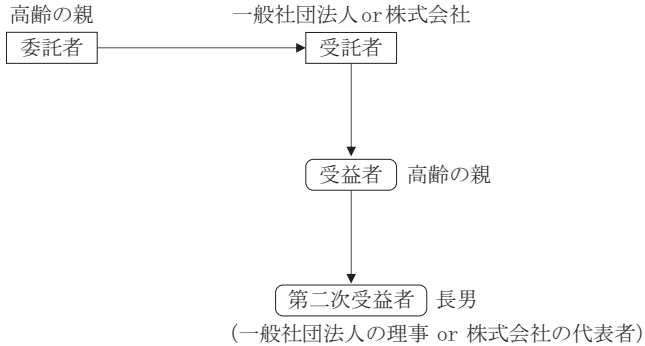 高齢の親 一般社団法人or株式会社
委託者 受託者
受益者 高齢の親
第二次受益者 長男
(一般社団法人の理事 or 株式会社の代表者)